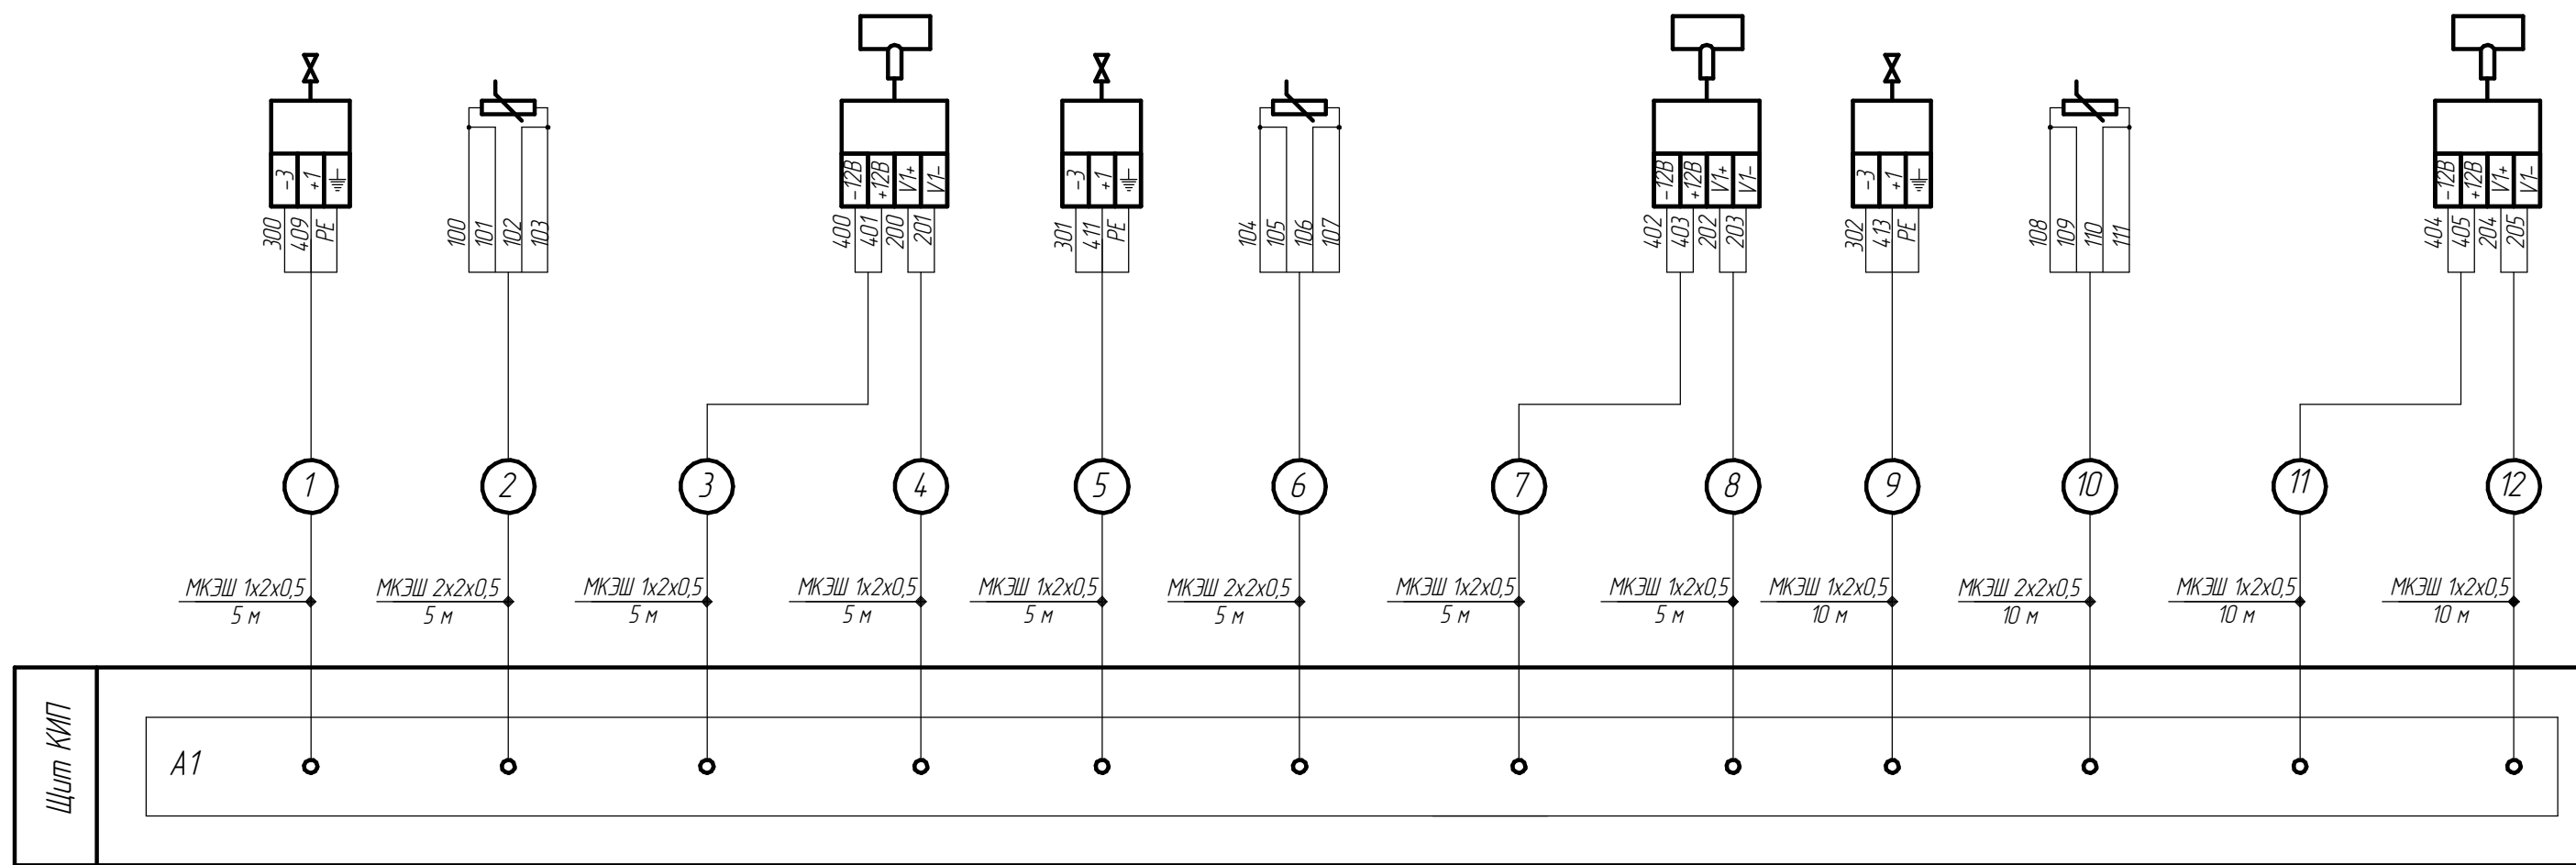 -3 +1
-12В +12В V1+ V1-
-3 +1
-12В +12В V1+ V1-
-3 +1
-12В +12В V1+ V1-
300 409 PE
100 101 102 103
400 401 200 201
301 411 PE
104 105 106 107
402 403 202 203
302 413 PE
108 109 110 111
404 405 204 205
1 2 3 4 5 6 7 8 9 10 11 12
МКЭШ 1х2х0,5
5 м
МКЭШ 2х2х0,5
5 м
МКЭШ 1х2х0,5
5 м
МКЭШ 1х2х0,5
5 м
МКЭШ 1х2х0,5
5 м
МКЭШ 2х2х0,5
5 м
МКЭШ 1х2х0,5
5 м
МКЭШ 1х2х0,5
5 м
МКЭШ 1х2х0,5
10 м
МКЭШ 2х2х0,5
10 м
МКЭШ 1х2х0,5
10 м
МКЭШ 1х2х0,5
10 м
Щит КИП
А1